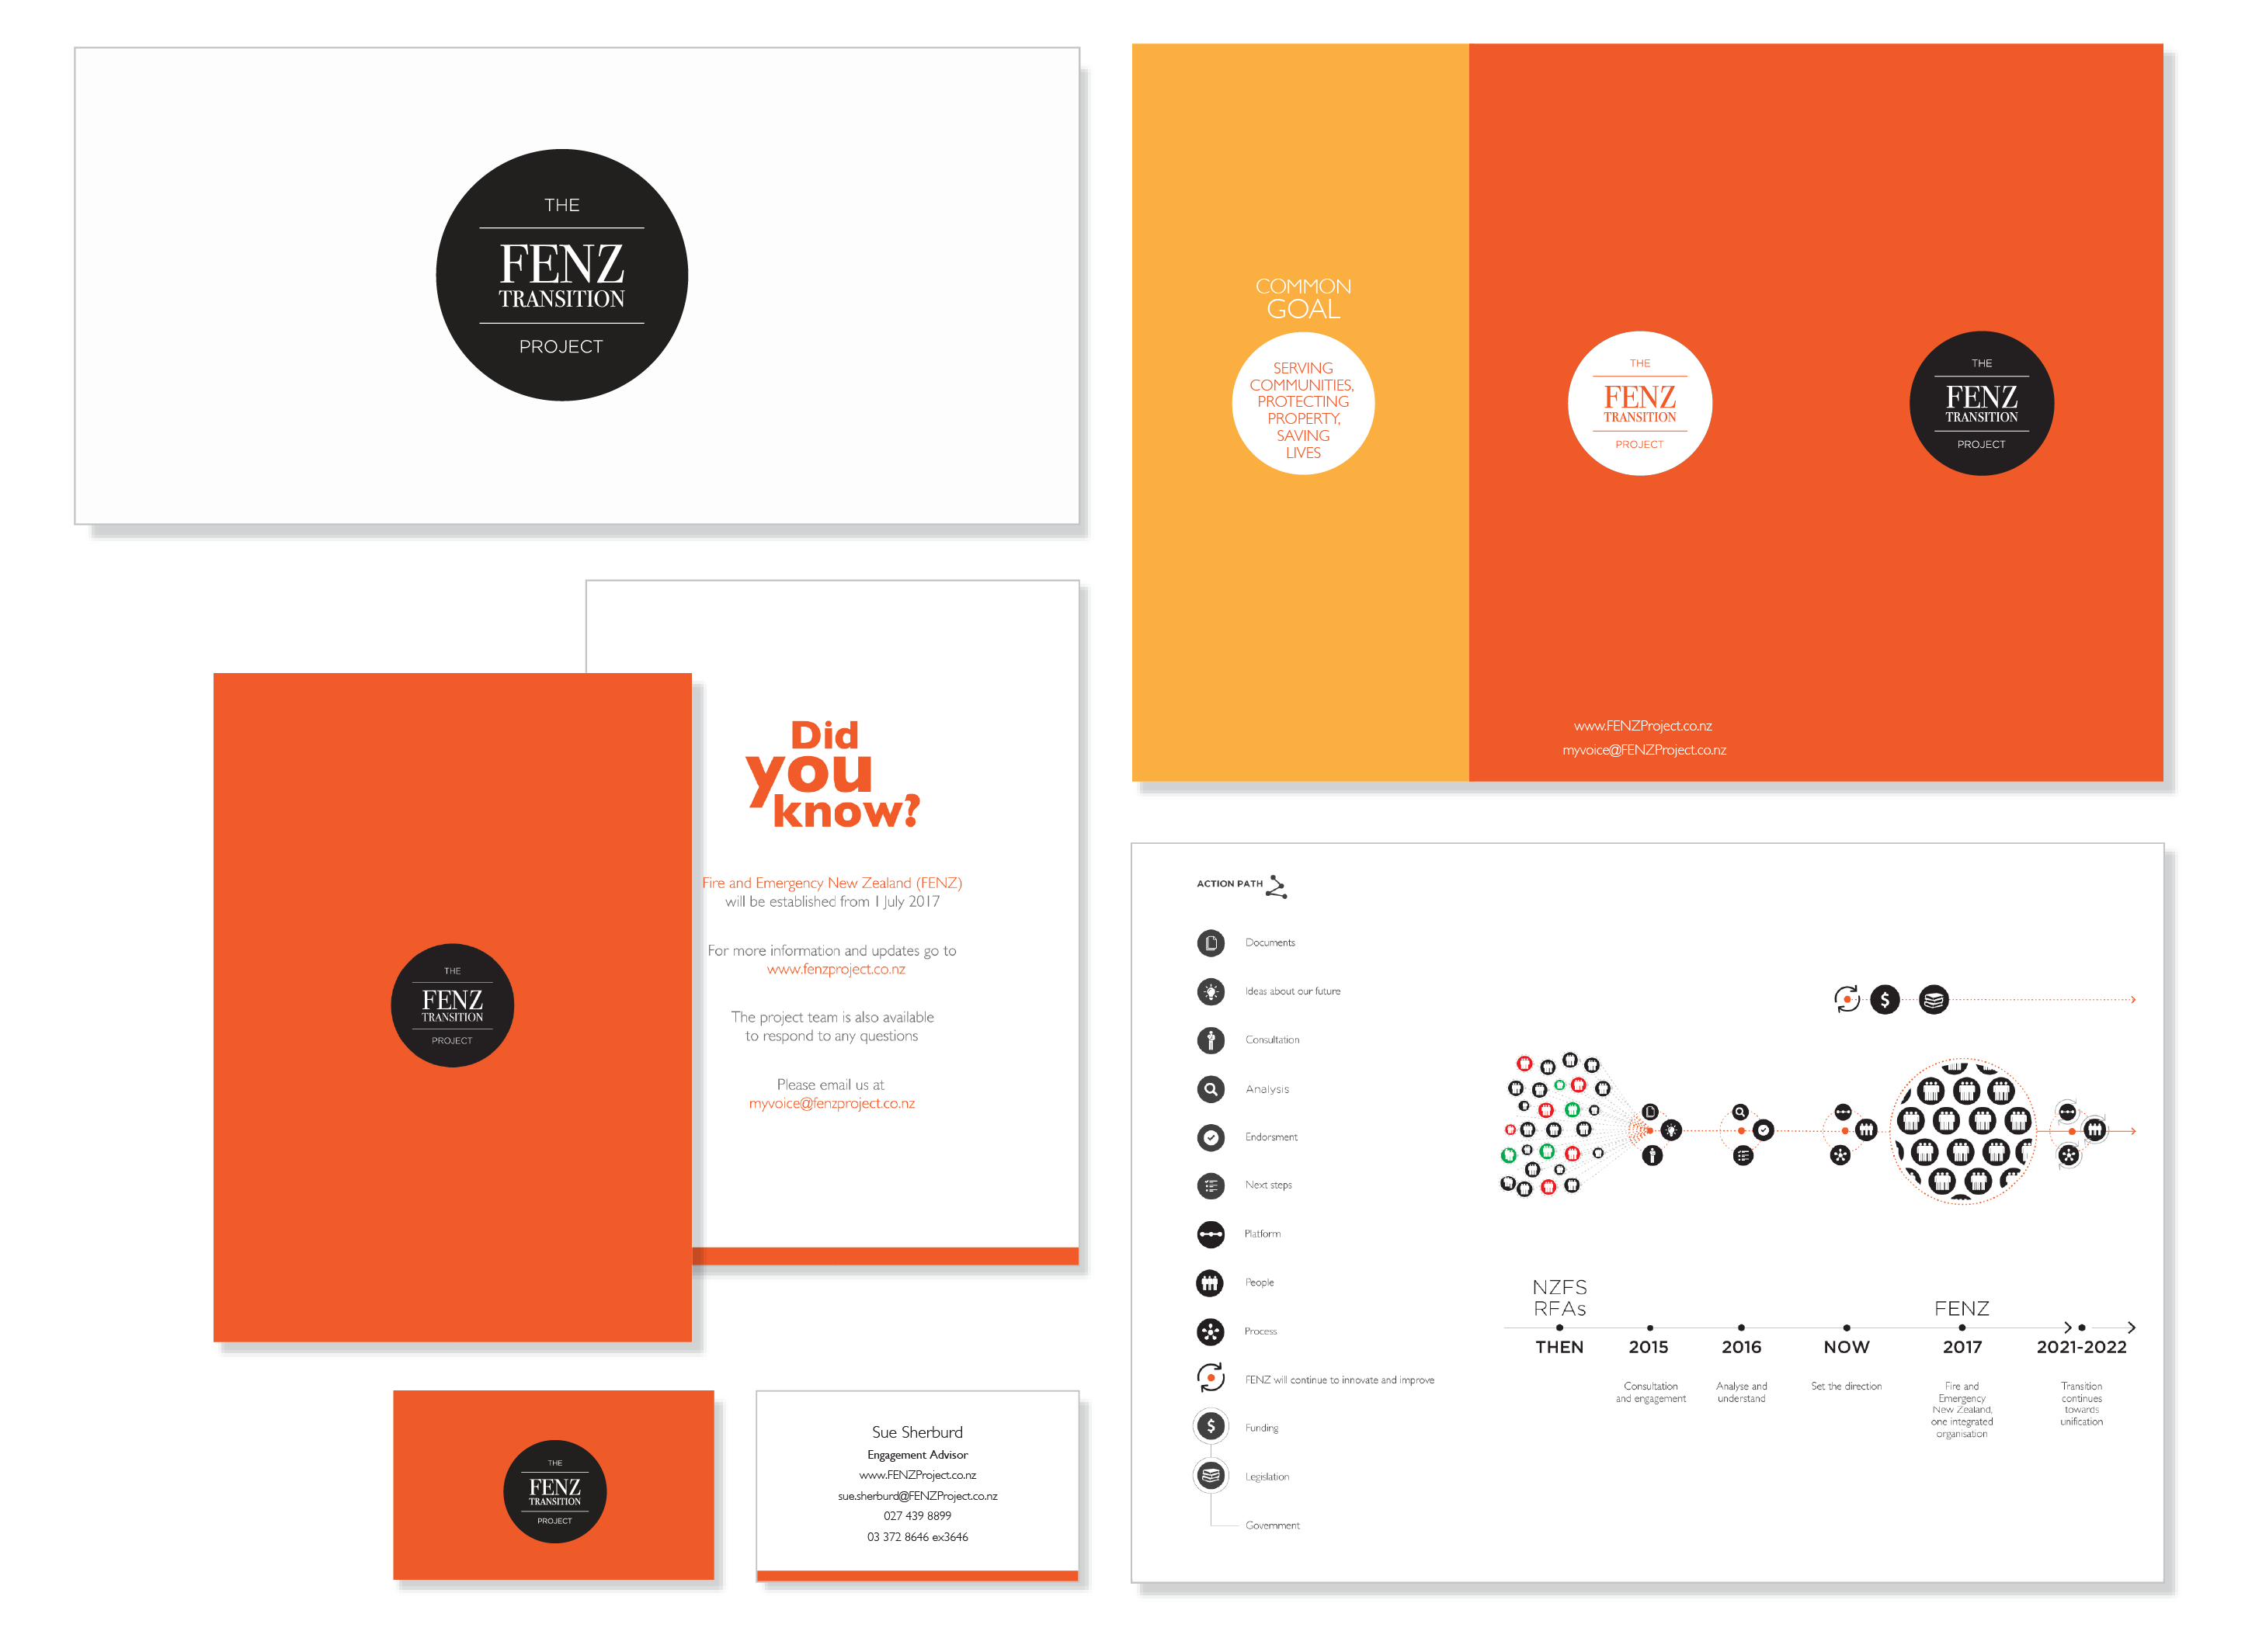 THE
FENZ
TRANSITION
PROJECT
COMMON
GOAL
SERVING
COMMUNITIES,
PROTECTING
PROPERTY,
SAVING
LIVES
THE
FENZ
TRANSITION
PROJECT
www.FENZProject.co.nz
myvoice@FENZProject.co.nz
THE
FENZ
TRANSITION
PROJECT
THE
FENZ
TRANSITION
PROJECT
Did
you
know?
Fire and Emergency New Zealand (FENZ)
will be established from 1 July 2017
For more information and updates go to
www.fenzproject.co.nz
The project team is also available
to respond to any questions
Please email us at
myvoice@fenzproject.co.nz
THE
FENZ
TRANSITION
PROJECT
Sue Sherburd
Engagement Advisor
www.FENZProject.co.nz
sue.sherburd@FENZProject.co.nz
027 439 8899
03 372 8646 ex3646
ACTION PATH
Documents
Ideas about our future
Consultation
Analysis
Endorsment
Next steps
Platform
People
Process
FENZ will continue to innovate and improve
Funding
Legislation
Government
$
$
NZFS
RFAs
THEN
2015
Consultation
and engagement
2016
Analyse and
understand
NOW
Set the direction
FENZ
2017
Fire and
Emergency
New Zealand,
one integrated
organisation
2021-2022
Transition
continues
towards
unification